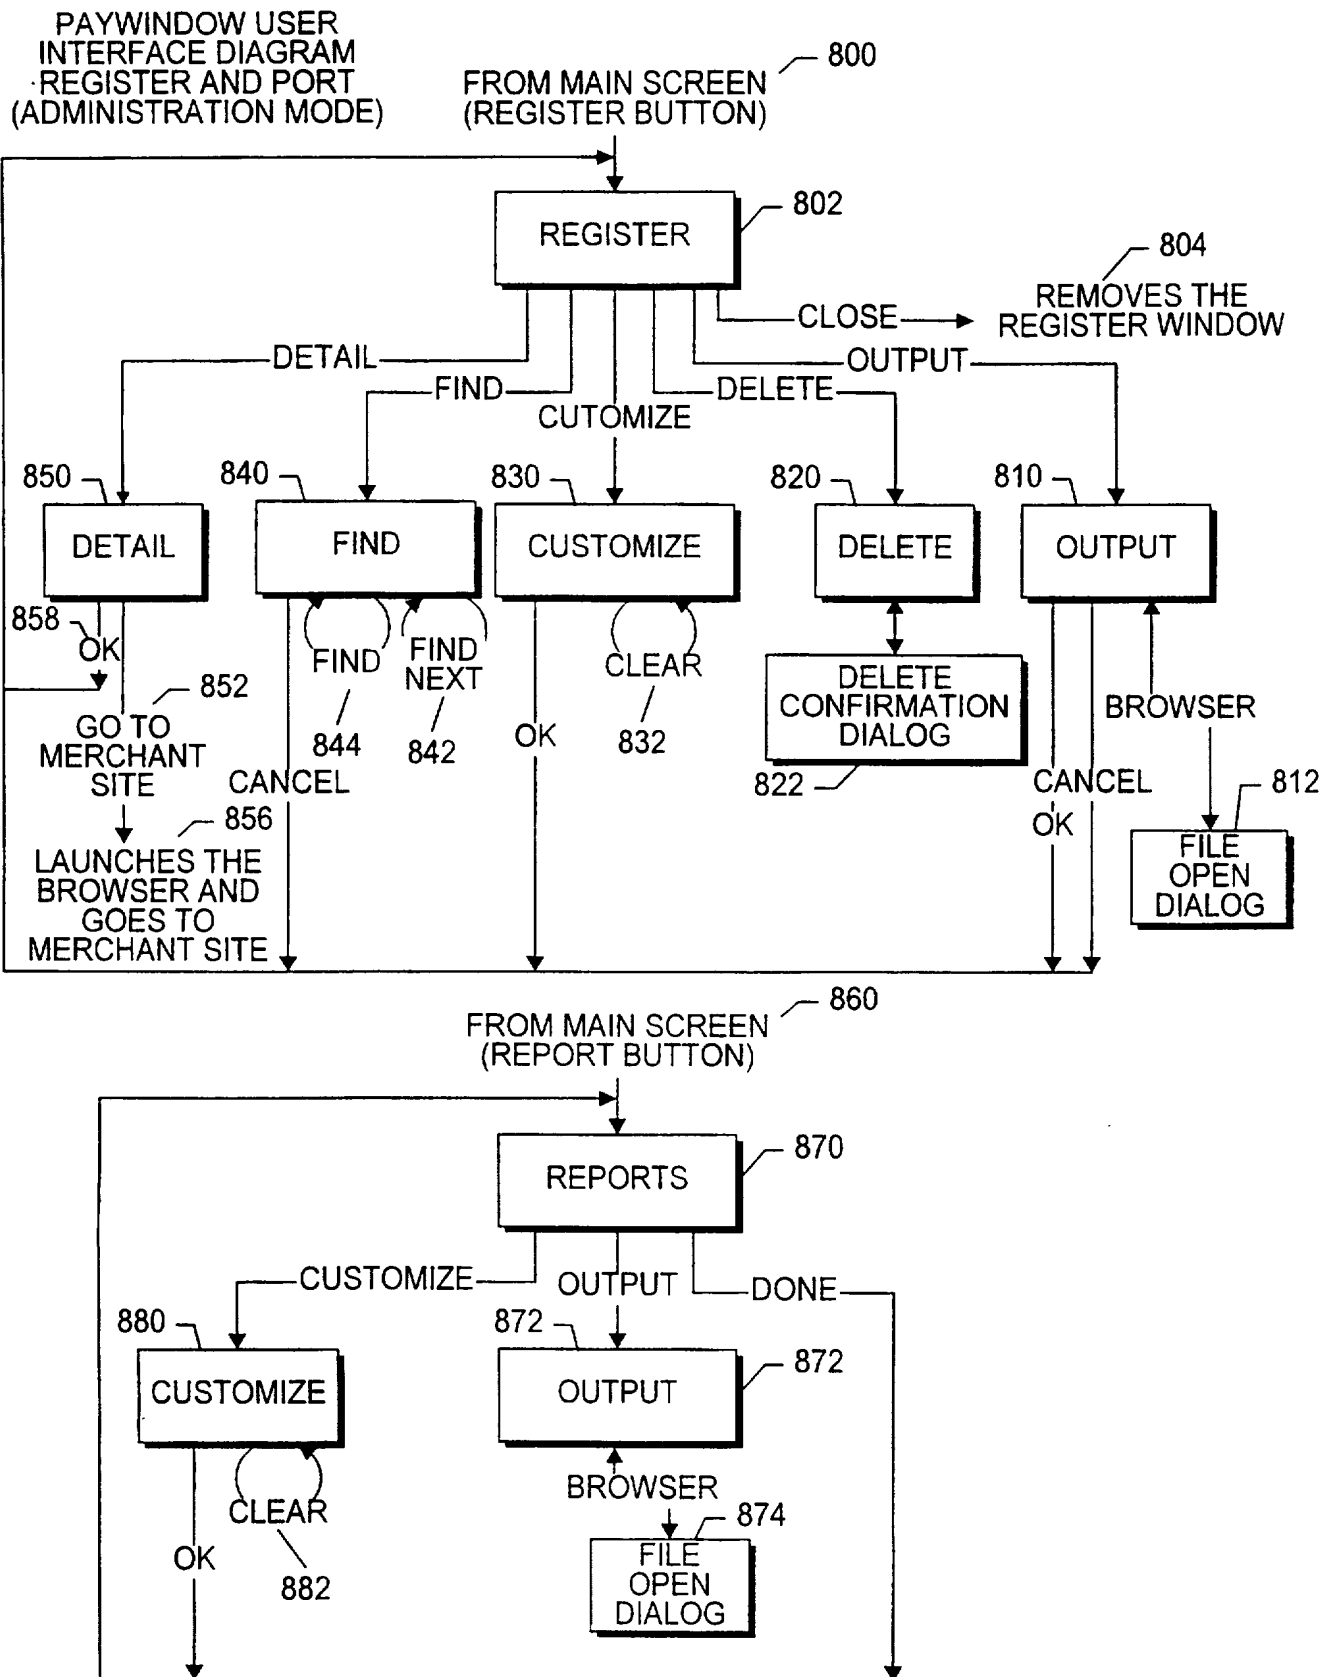 PAYWINDOW USER
INTERFACE DIAGRAM
REGISTER AND PORT
(ADMINISTRATION MODE)
800
FROM MAIN SCREEN
(REGISTER BUTTON)
802
REGISTER
804
REMOVES THE
REGISTER WINDOW
CLOSE
DETAIL
OUTPUT
FIND
DELETE
CUTOMIZE
850
840
830
820
810
DETAIL
FIND
CUSTOMIZE
DELETE
OUTPUT
858
OK
FIND
FIND
NEXT
CLEAR
DELETE
CONFIRMATION
DIALOG
BROWSER
852
GO TO
MERCHANT
SITE
844
842
OK
832
CANCEL
822
CANCEL
812
856
OK
LAUNCHES THE
BROWSER AND
GOES TO
MERCHANT SITE
FILE
OPEN
DIALOG
860
FROM MAIN SCREEN
(REPORT BUTTON)
870
REPORTS
CUSTOMIZE
OUTPUT
DONE
880
872
872
CUSTOMIZE
OUTPUT
BROWSER
CLEAR
874
OK
882
FILE
OPEN
DIALOG